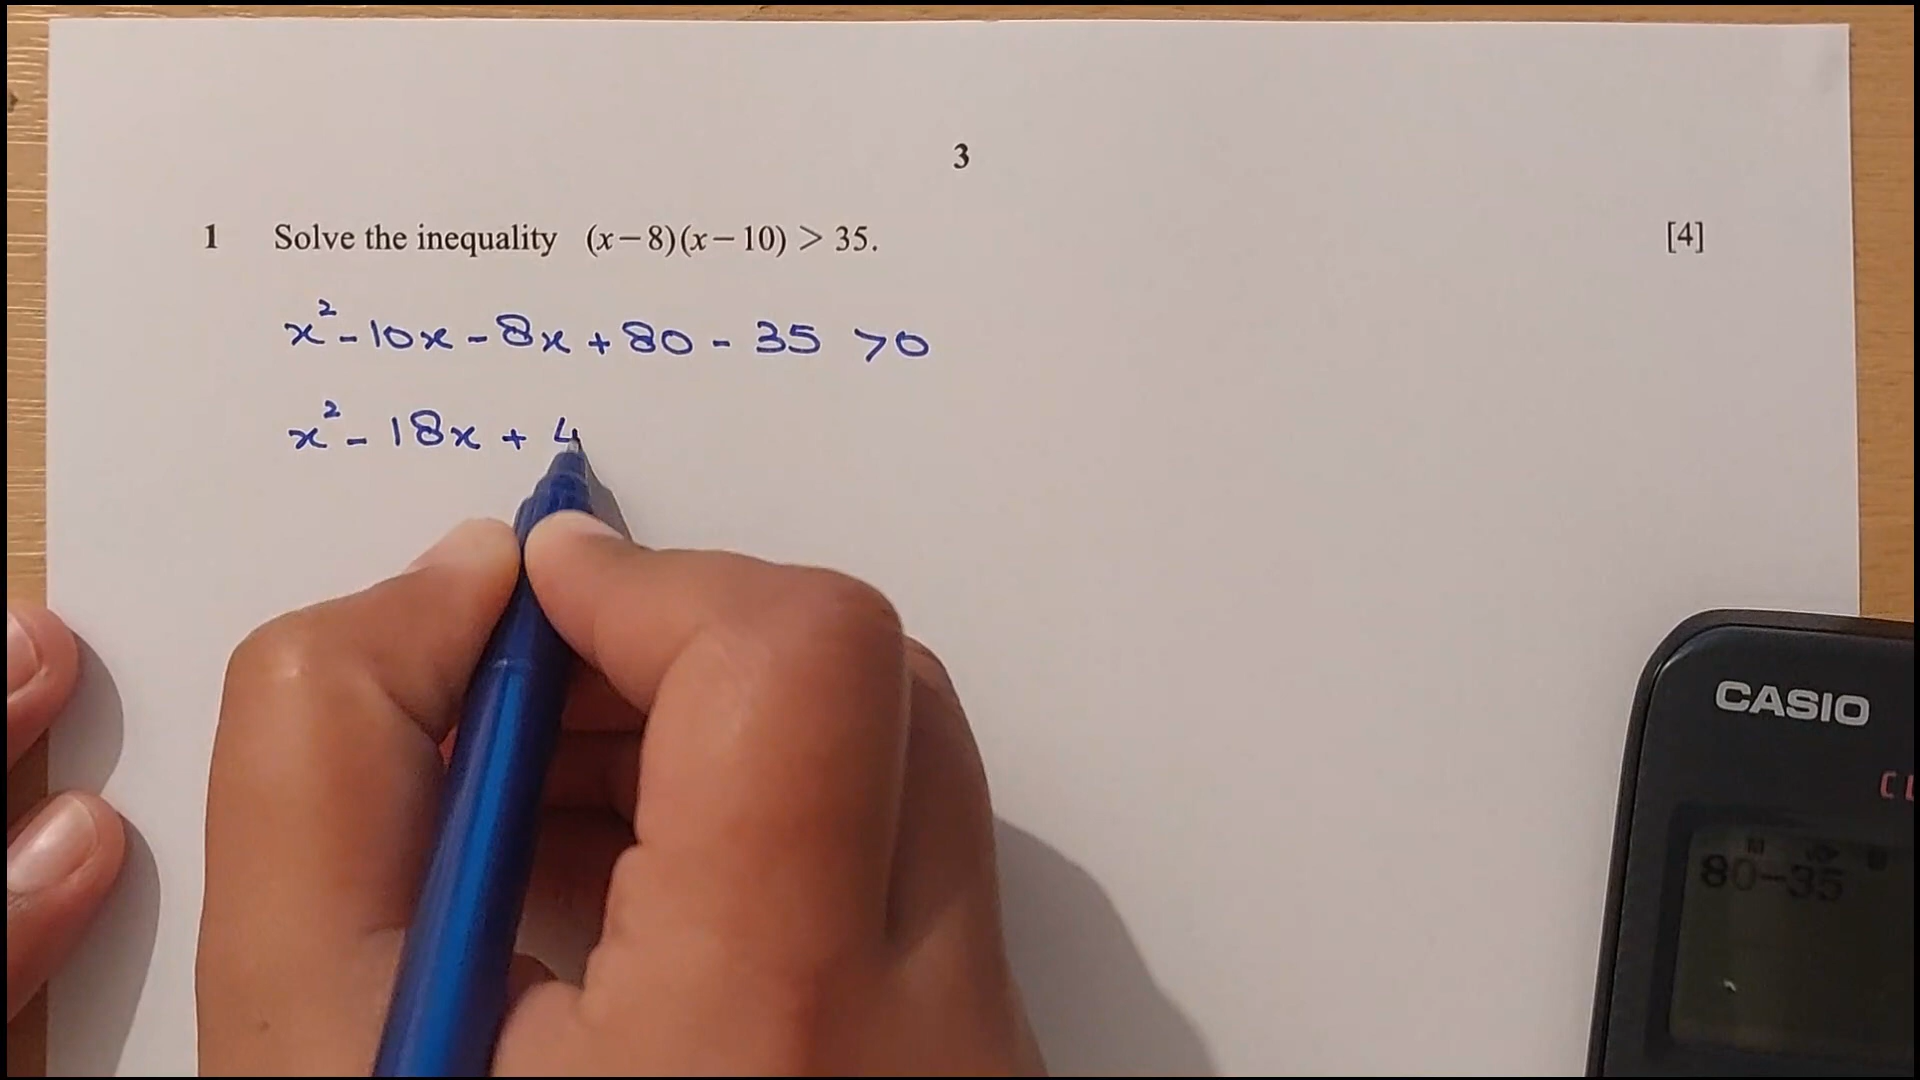 3
1 Solve the inequality (x−8)(x−10) > 35. [4]
x² - 10x - 8x + 80 - 35 >0
x² - 18x + 4
CASIO
80−35